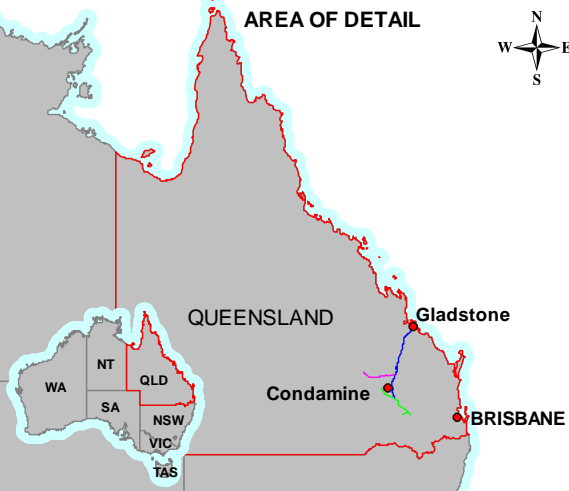 AREA OF DETAIL
N
W E
S
QUEENSLAND
Gladstone
Condamine
BRISBANE
NT
WA
QLD
SA
NSW
VIC
TAS